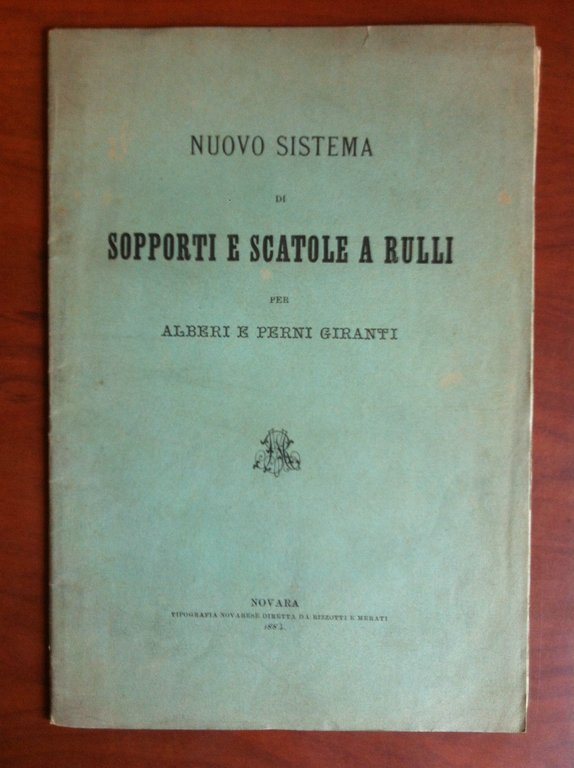 NUOVO SISTEMA
DI
SOPPORTI E SCATOLE A RULLI
PER
ALBERI E PERNI GIRANTI
NOVARA
TIPOGRAFIA NOVARESE DIRETTA DA RIZZOTTI E MERATI